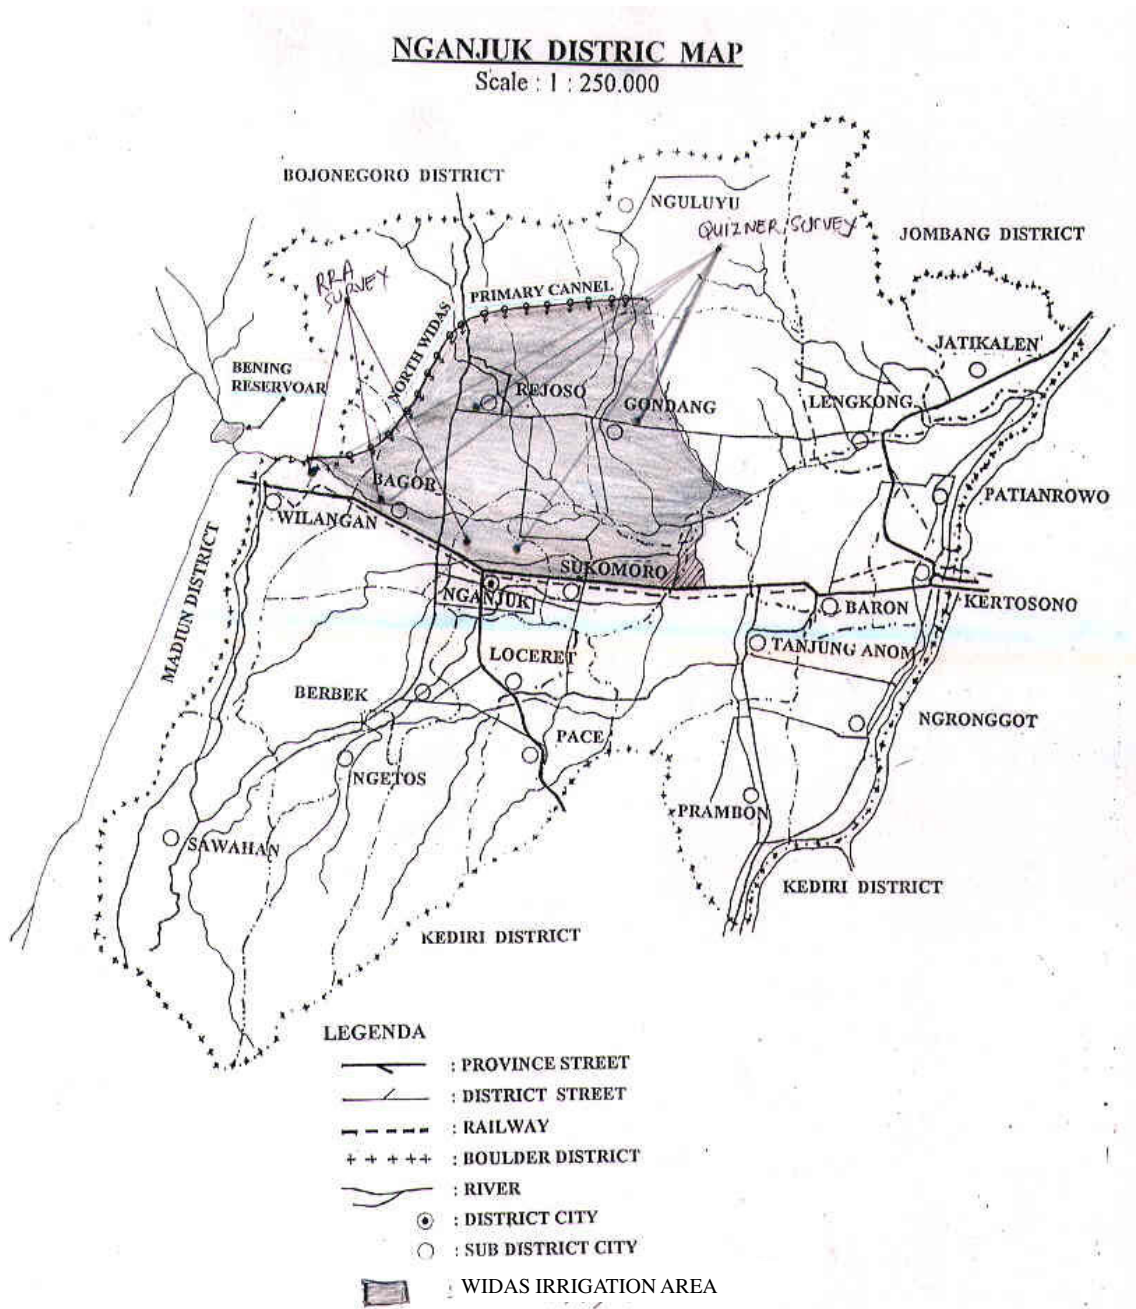 NGANJUK DISTRIC MAP
Scale : 1 : 250.000
BOJONEGORO DISTRICT
NGULUYU
QUIZNER SURVEY
JOMBANG DISTRICT
RRA
SURVEY
PRIMARY CANNEL
NORTH WIDAS
JATIKALEN
BENING
RESERVOAR
REJOSO
GONDANG
LENGKONG
BAGOR
PATIANROWO
WILANGAN
MADIUN DISTRICT
SUKOMORO
NGANJUK
BARON
KERTOSONO
TANJUNG ANOM
LOCERET
BERBEK
NGRONGGOT
PACE
NGETOS
PRAMBON
SAWAHAN
KEDIRI DISTRICT
KEDIRI DISTRICT
LEGENDA
: PROVINCE STREET
: DISTRICT STREET
: RAILWAY
: BOULDER DISTRICT
: RIVER
: DISTRICT CITY
: SUB DISTRICT CITY
: WIDAS IRRIGATION AREA